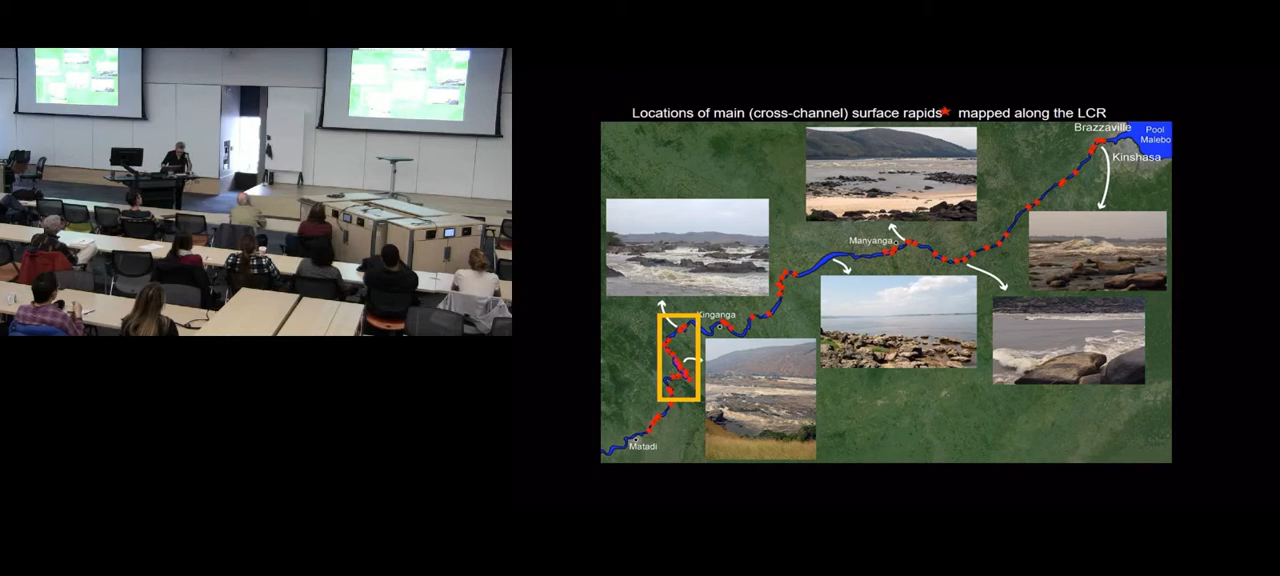 Locations of main (cross-channel) surface rapids mapped along the LCR
Brazzaville
Pool
Malebo
Kinshasa
Manyanga
Kinganga
Matadi